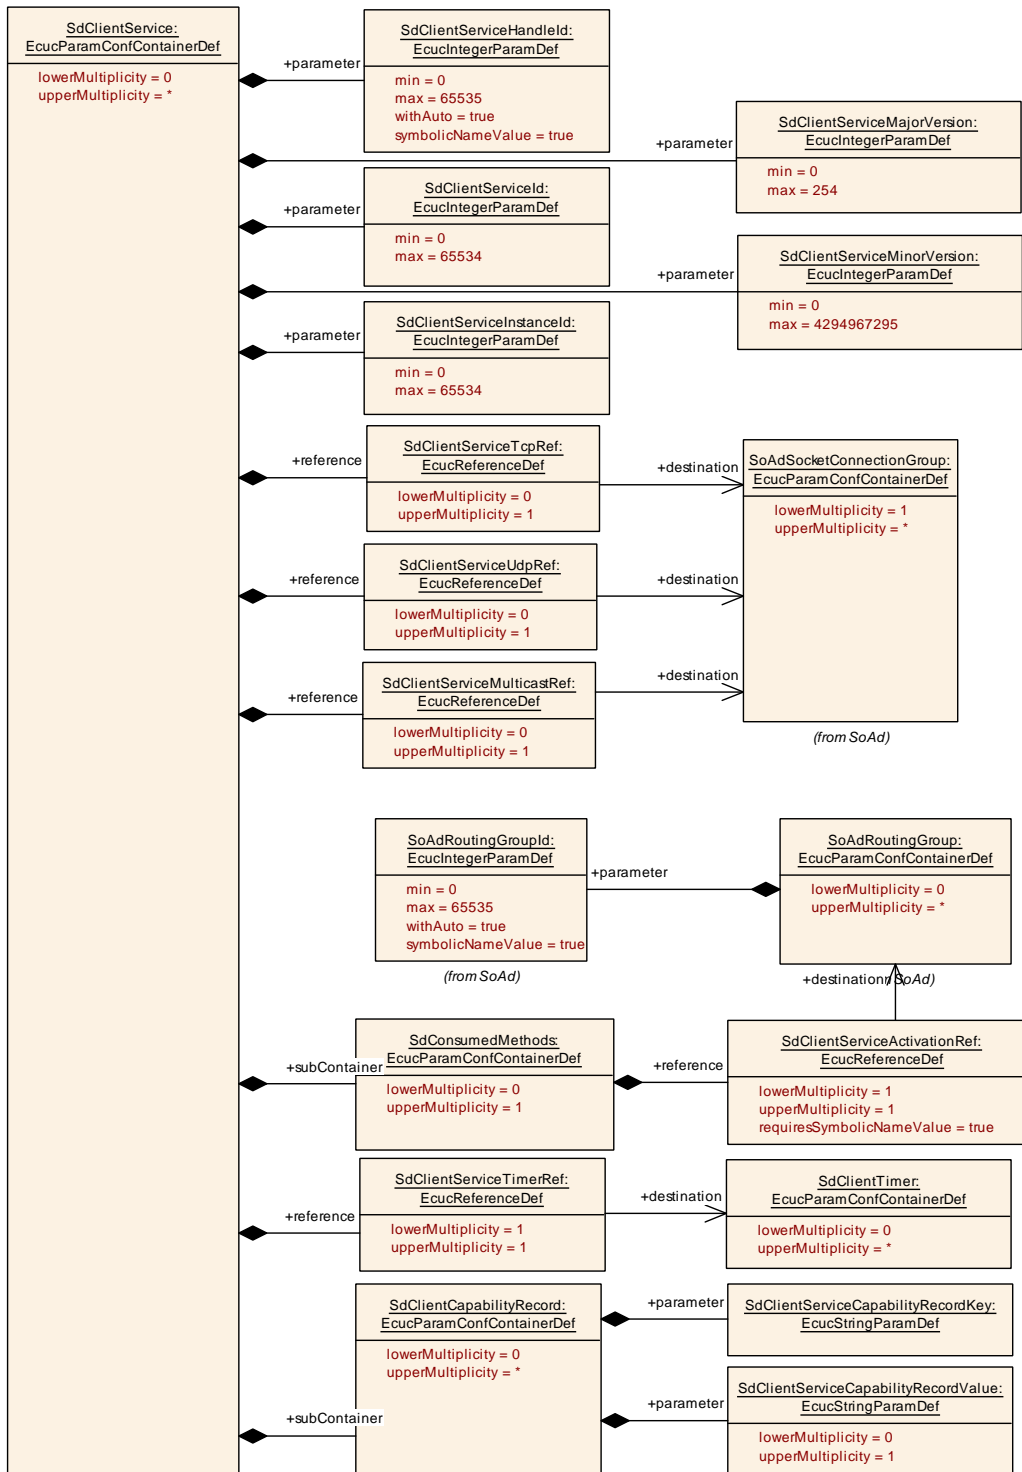 SdClientService:
EcucParamConfContainerDef
lowerMultiplicity = 0
upperMultiplicity = *
+parameter
SdClientServiceHandleId:
EcucIntegerParamDef
min = 0
max = 65535
withAuto = true
symbolicNameValue = true
+parameter
SdClientServiceMajorVersion:
EcucIntegerParamDef
min = 0
max = 254
+parameter
SdClientServiceId:
EcucIntegerParamDef
min = 0
max = 65534
+parameter
SdClientServiceMinorVersion:
EcucIntegerParamDef
min = 0
max = 4294967295
+parameter
SdClientServiceInstanceId:
EcucIntegerParamDef
min = 0
max = 65534
+reference
SdClientServiceTcpRef:
EcucReferenceDef
lowerMultiplicity = 0
upperMultiplicity = 1
+destination
SoAdSocketConnectionGroup:
EcucParamConfContainerDef
lowerMultiplicity = 1
upperMultiplicity = *
(from SoAd)
+reference
SdClientServiceUdpRef:
EcucReferenceDef
lowerMultiplicity = 0
upperMultiplicity = 1
+destination
+reference
SdClientServiceMulticastRef:
EcucReferenceDef
lowerMultiplicity = 0
upperMultiplicity = 1
+destination
SoAdRoutingGroupId:
EcucIntegerParamDef
min = 0
max = 65535
withAuto = true
symbolicNameValue = true
(from SoAd)
+parameter
SoAdRoutingGroup:
EcucParamConfContainerDef
lowerMultiplicity = 0
upperMultiplicity = *
+destination
SoAd)
+subContainer
SdConsumedMethods:
EcucParamConfContainerDef
lowerMultiplicity = 0
upperMultiplicity = 1
+reference
SdClientServiceActivationRef:
EcucReferenceDef
lowerMultiplicity = 1
upperMultiplicity = 1
requiresSymbolicNameValue = true
+reference
SdClientServiceTimerRef:
EcucReferenceDef
lowerMultiplicity = 1
upperMultiplicity = 1
+destination
SdClientTimer:
EcucParamConfContainerDef
lowerMultiplicity = 0
upperMultiplicity = *
+subContainer
SdClientCapabilityRecord:
EcucParamConfContainerDef
lowerMultiplicity = 0
upperMultiplicity = *
+parameter
SdClientServiceCapabilityRecordKey:
EcucStringParamDef
+parameter
SdClientServiceCapabilityRecordValue:
EcucStringParamDef
lowerMultiplicity = 0
upperMultiplicity = 1